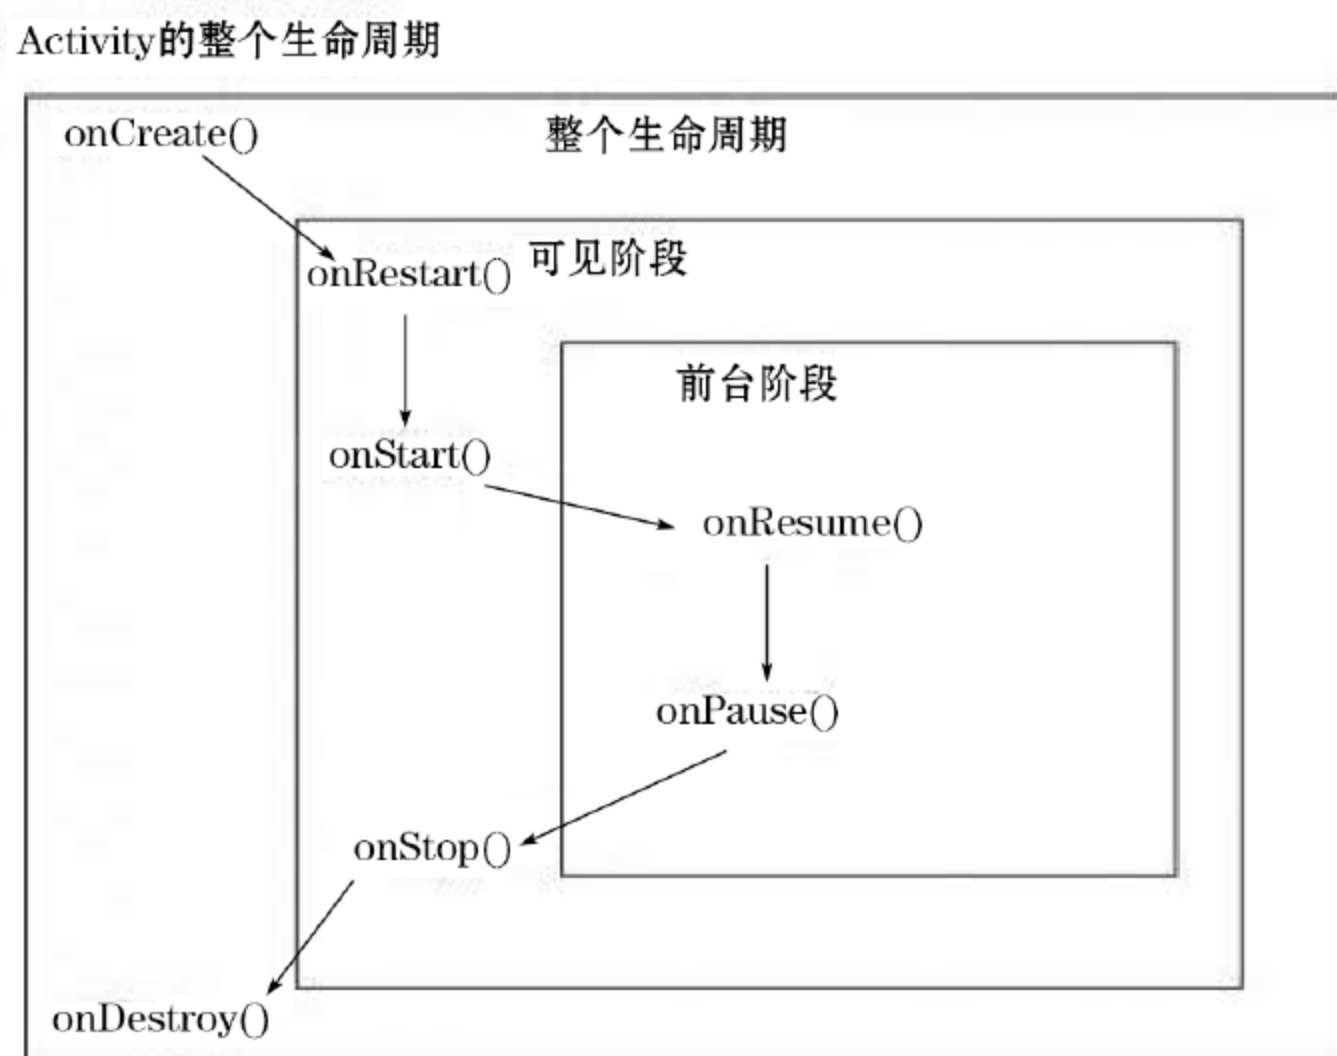 Activity的整个生命周期
onCreate()
整个生命周期
onRestart()
可见阶段
前台阶段
onStart()
onResume()
onPause()
onStop()
onDestroy()